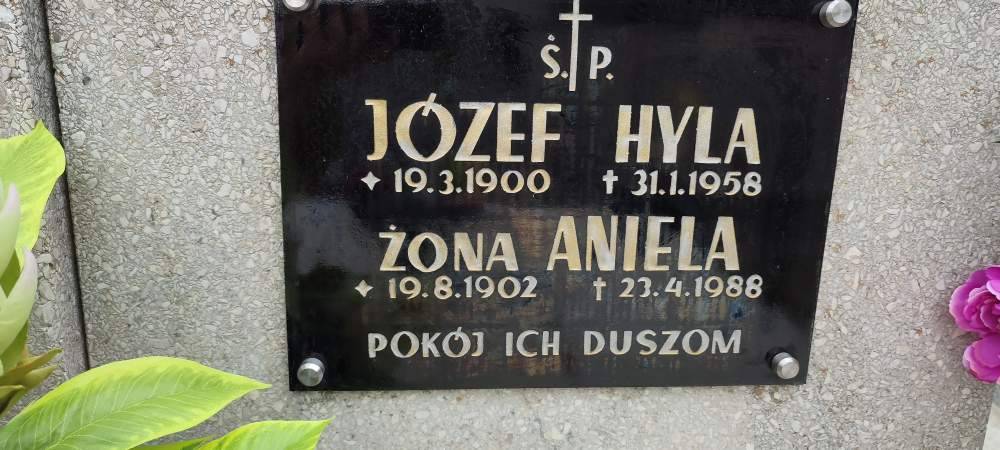 Ś. P.
JÓZEF HYLA
19.3.1900 † 31.1.1958
ŻONA ANIELA
19.8.1902 † 23.4.1988
POKÓJ ICH DUSZOM